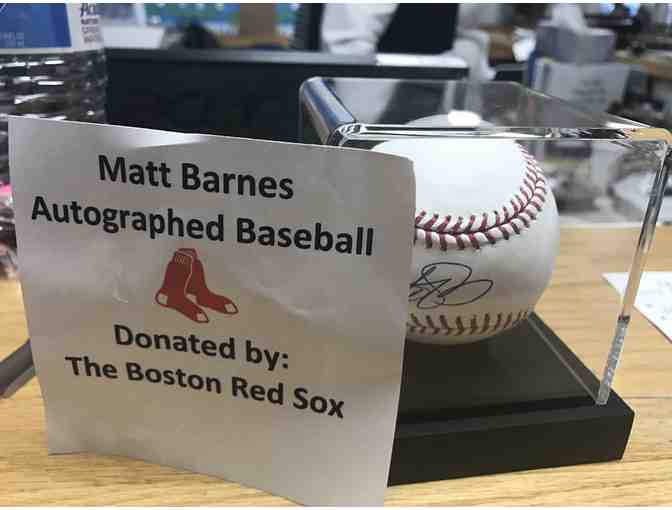 Matt Barnes
Autographed Baseball
Donated by:
The Boston Red Sox